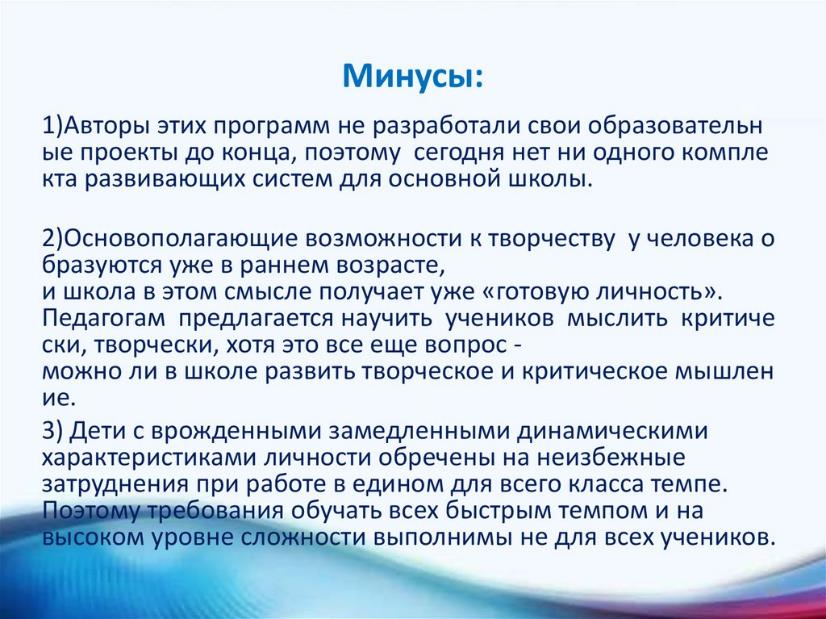 Минусы:
1)Авторы этих программ не разработали свои образовательн
ые проекты до конца, поэтому  сегодня нет ни одного компле
кта развивающих систем для основной школы.
2)Основополагающие возможности к творчеству  у человека о
бразуются уже в раннем возрасте,
и школа в этом смысле получает уже «готовую личность».
Педагогам  предлагается научить  учеников  мыслить  критиче
ски, творчески, хотя это все еще вопрос -
можно ли в школе развить творческое и критическое мышлен
ие.
3) Дети с врожденными замедленными динамическими
характеристиками личности обречены на неизбежные
затруднения при работе в едином для всего класса темпе.
Поэтому требования обучать всех быстрым темпом и на
высоком уровне сложности выполнимы не для всех учеников.